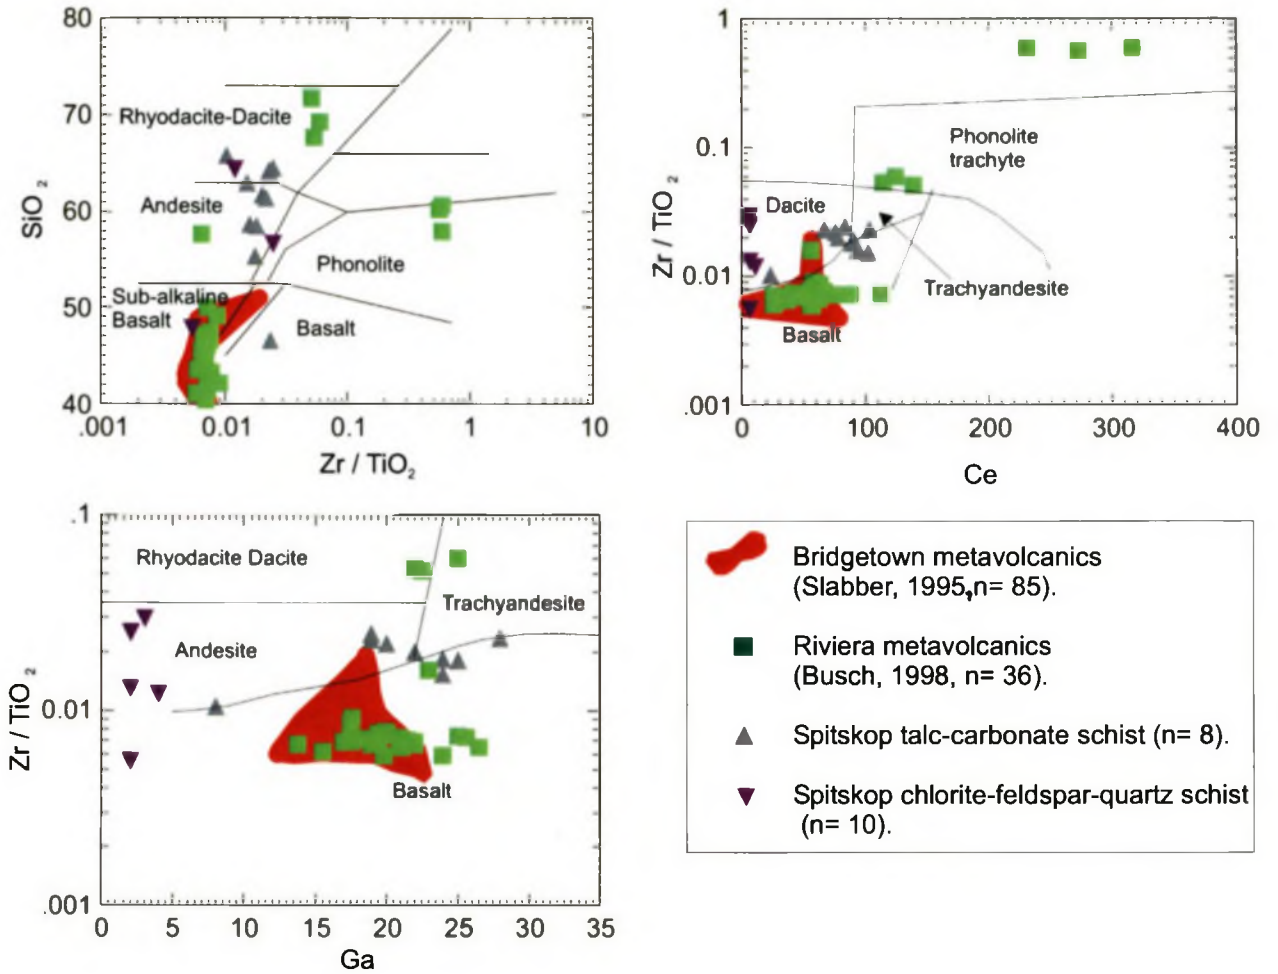 80
70
60
50
40
SiO2
Rhyodacite-Dacite
Andesite
Phonolite
Sub-alkaline
Basalt
Basalt
.001
0.01
0.1
1
10
Zr / TiO2
1
0.1
0.01
.001
Zr / TiO2
Phonolite
trachyte
Dacite
Trachyandesite
Basalt
0
100
200
300
400
Ce
.1
0.01
.001
Zr / TiO2
Rhyodacite Dacite
Trachyandesite
Andesite
Basalt
0
5
10
15
20
25
30
35
Ga
Bridgetown metavolcanics
(Slabber, 1995,n= 85).
Riviera metavolcanics
(Busch, 1998, n= 36).
Spitskop talc-carbonate schist (n= 8).
Spitskop chlorite-feldspar-quartz schist
(n= 10).